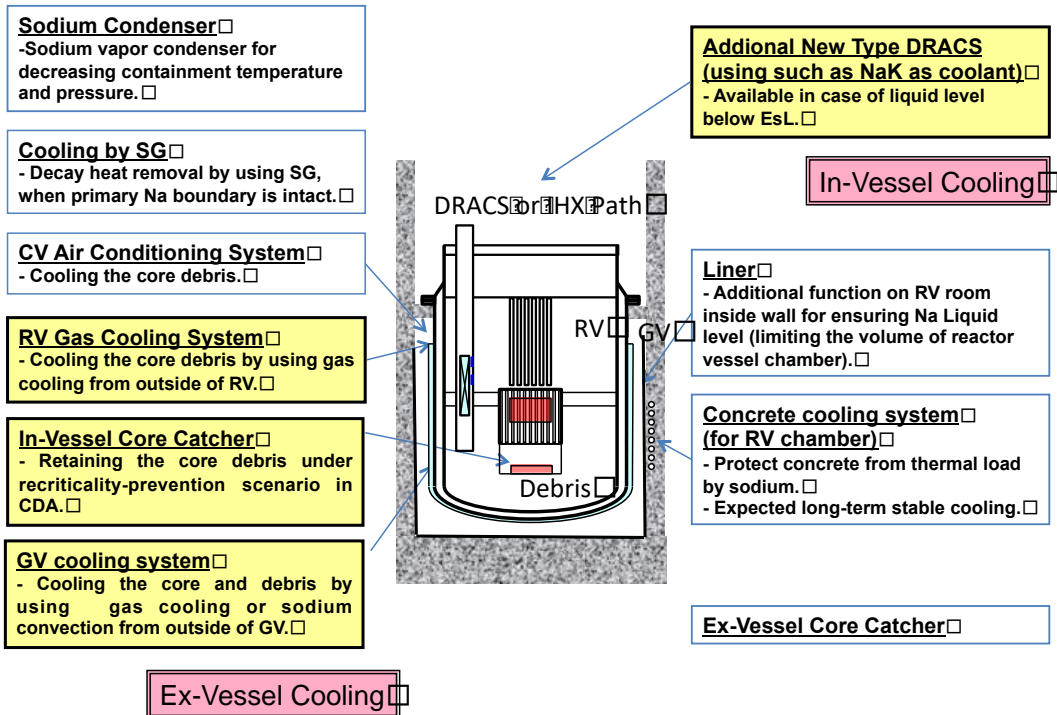 Sodium Condenser□
-Sodium vapor condenser for
decreasing containment temperature
and pressure.□
Cooling by SG□
- Decay heat removal by using SG,
when primary Na boundary is intact.□
CV Air Conditioning System□
- Cooling the core debris.□
RV Gas Cooling System□
- Cooling the core debris by using gas
cooling from outside of RV.□
In-Vessel Core Catcher□
- Retaining the core debris under
recriticality-prevention scenario in
CDA.□
GV cooling system□
- Cooling the core and debris by
using gas cooling or sodium
convection from outside of GV.□
Ex-Vessel Cooling□
DRACS⍰or⍰IHX⍰Path□
RV□
GV□
Debris□
Addional New Type DRACS
(using such as NaK as coolant)□
- Available in case of liquid level
below EsL.□
In-Vessel Cooling□
Liner□
- Additional function on RV room
inside wall for ensuring Na Liquid
level (limiting the volume of reactor
vessel chamber).□
Concrete cooling system□
(for RV chamber)□
- Protect concrete from thermal load
by sodium.□
- Expected long-term stable cooling.□
Ex-Vessel Core Catcher□